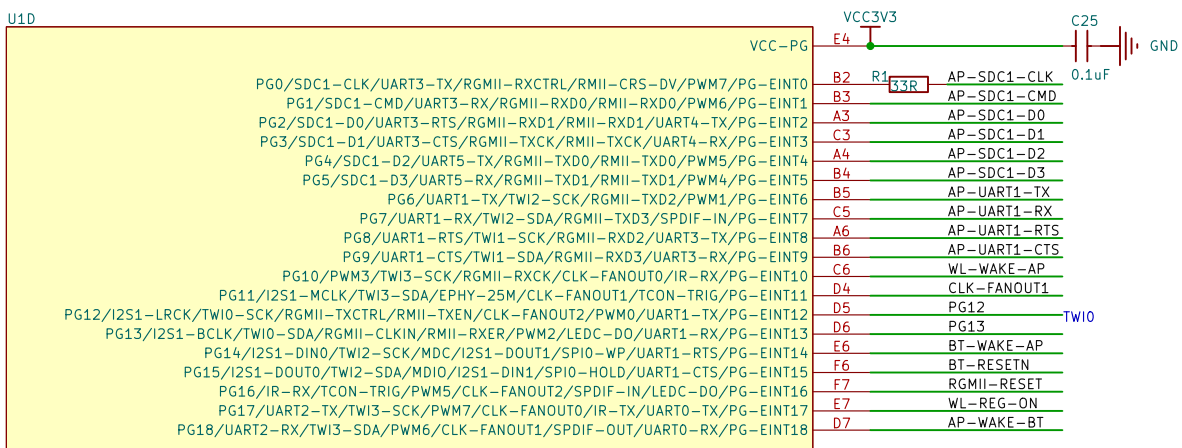 U1D VCC3V3 C25
VCC-PG E4 GND
0.1uF
PG0/SDC1-CLK/UART3-TX/RGMII-RXCTRL/RMII-CRS-DV/PWM7/PG-EINT0 B2 R1 33R AP-SDC1-CLK
PG1/SDC1-CMD/UART3-RX/RGMII-RXD0/RMII-RXD0/PWM6/PG-EINT1 B3 AP-SDC1-CMD
PG2/SDC1-D0/UART3-RTS/RGMII-RXD1/RMII-RXD1/UART4-TX/PG-EINT2 A3 AP-SDC1-D0
PG3/SDC1-D1/UART3-CTS/RGMII-TXCK/RMII-TXCK/UART4-RX/PG-EINT3 C3 AP-SDC1-D1
PG4/SDC1-D2/UART5-TX/RGMII-TXD0/RMII-TXD0/PWM5/PG-EINT4 A4 AP-SDC1-D2
PG5/SDC1-D3/UART5-RX/RGMII-TXD1/RMII-TXD1/PWM4/PG-EINT5 B4 AP-SDC1-D3
PG6/UART1-TX/TWI2-SCK/RGMII-TXD2/PWM1/PG-EINT6 B5 AP-UART1-TX
PG7/UART1-RX/TWI2-SDA/RGMII-TXD3/SPDIF-IN/PG-EINT7 C5 AP-UART1-RX
PG8/UART1-RTS/TWI1-SCK/RGMII-RXD2/UART3-TX/PG-EINT8 A6 AP-UART1-RTS
PG9/UART1-CTS/TWI1-SDA/RGMII-RXD3/UART3-RX/PG-EINT9 B6 AP-UART1-CTS
PG10/PWM3/TWI3-SCK/RGMII-RXCK/CLK-FANOUT0/IR-RX/PG-EINT10 C6 WL-WAKE-AP
PG11/I2S1-MCLK/TWI3-SDA/EPHY-25M/CLK-FANOUT1/TCON-TRIG/PG-EINT11 D4 CLK-FANOUT1
PG12/I2S1-LRCK/TWI0-SCK/RGMII-TXCTRL/RMII-TXEN/CLK-FANOUT2/PWM0/UART1-TX/PG-EINT12 D5 PG12 TWI0
PG13/I2S1-BCLK/TWI0-SDA/RGMII-CLKIN/RMII-RXER/PWM2/LEDC-DO/UART1-RX/PG-EINT13 D6 PG13
PG14/I2S1-DIN0/TWI2-SCK/MDC/I2S1-DOUT1/SPI0-WP/UART1-RTS/PG-EINT14 E6 BT-WAKE-AP
PG15/I2S1-DOUT0/TWI2-SDA/MDIO/I2S1-DIN1/SPI0-HOLD/UART1-CTS/PG-EINT15 F6 BT-RESETN
PG16/IR-RX/TCON-TRIG/PWM5/CLK-FANOUT2/SPDIF-IN/LEDC-DO/PG-EINT16 F7 RGMII-RESET
PG17/UART2-TX/TWI3-SCK/PWM7/CLK-FANOUT0/IR-TX/UART0-TX/PG-EINT17 E7 WL-REG-ON
PG18/UART2-RX/TWI3-SDA/PWM6/CLK-FANOUT1/SPDIF-OUT/UART0-RX/PG-EINT18 D7 AP-WAKE-BT